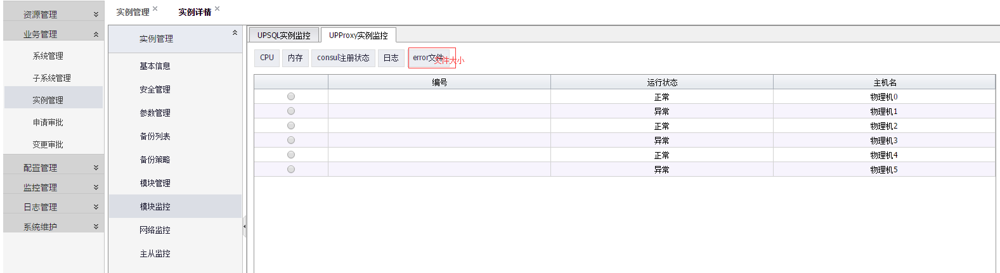 资源管理
业务管理
系统管理
子系统管理
实例管理
申请审批
变更审批
配置管理
监控管理
日志管理
系统维护
实例管理 实例详情
实例管理
基本信息
安全管理
参数管理
备份列表
备份策略
模块管理
模块监控
网络监控
主从监控
UPSQL实例监控 UPProxy实例监控
CPU 内存 consul注册状态 日志 error文件
文件大小
编号 运行状态 主机名
正常 物理机0
异常 物理机1
正常 物理机2
异常 物理机3
正常 物理机4
异常 物理机5